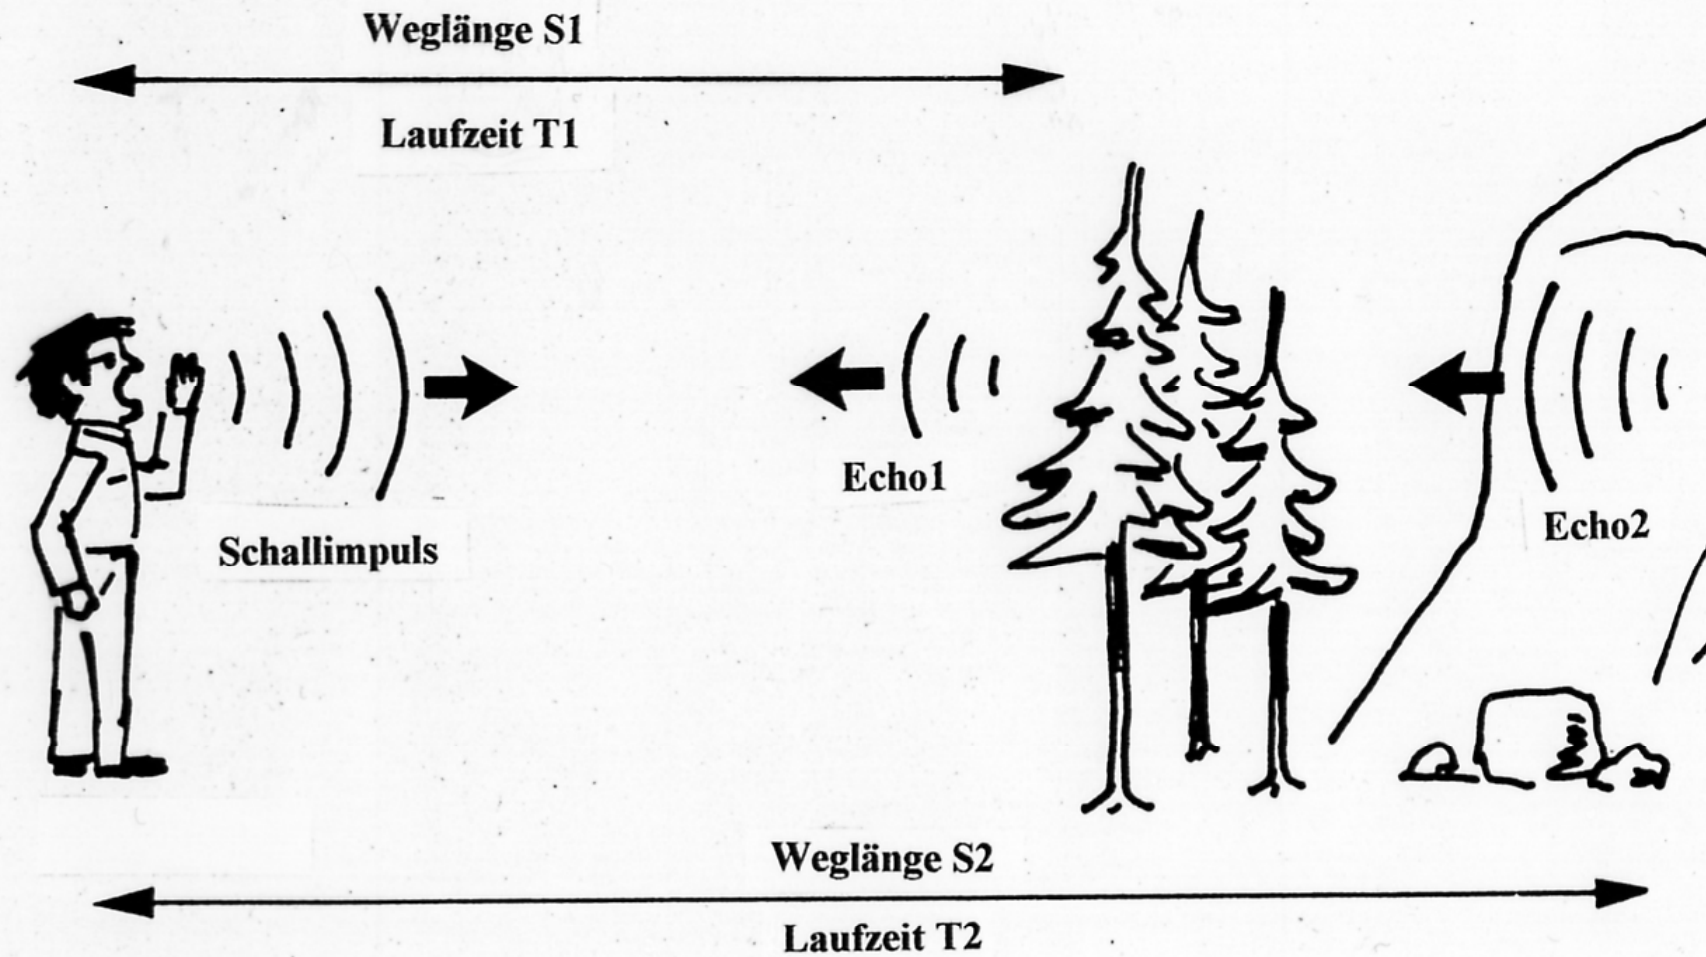 Weglänge S1
Laufzeit T1
Echo1
Echo2
Schallimpuls
Weglänge S2
Laufzeit T2